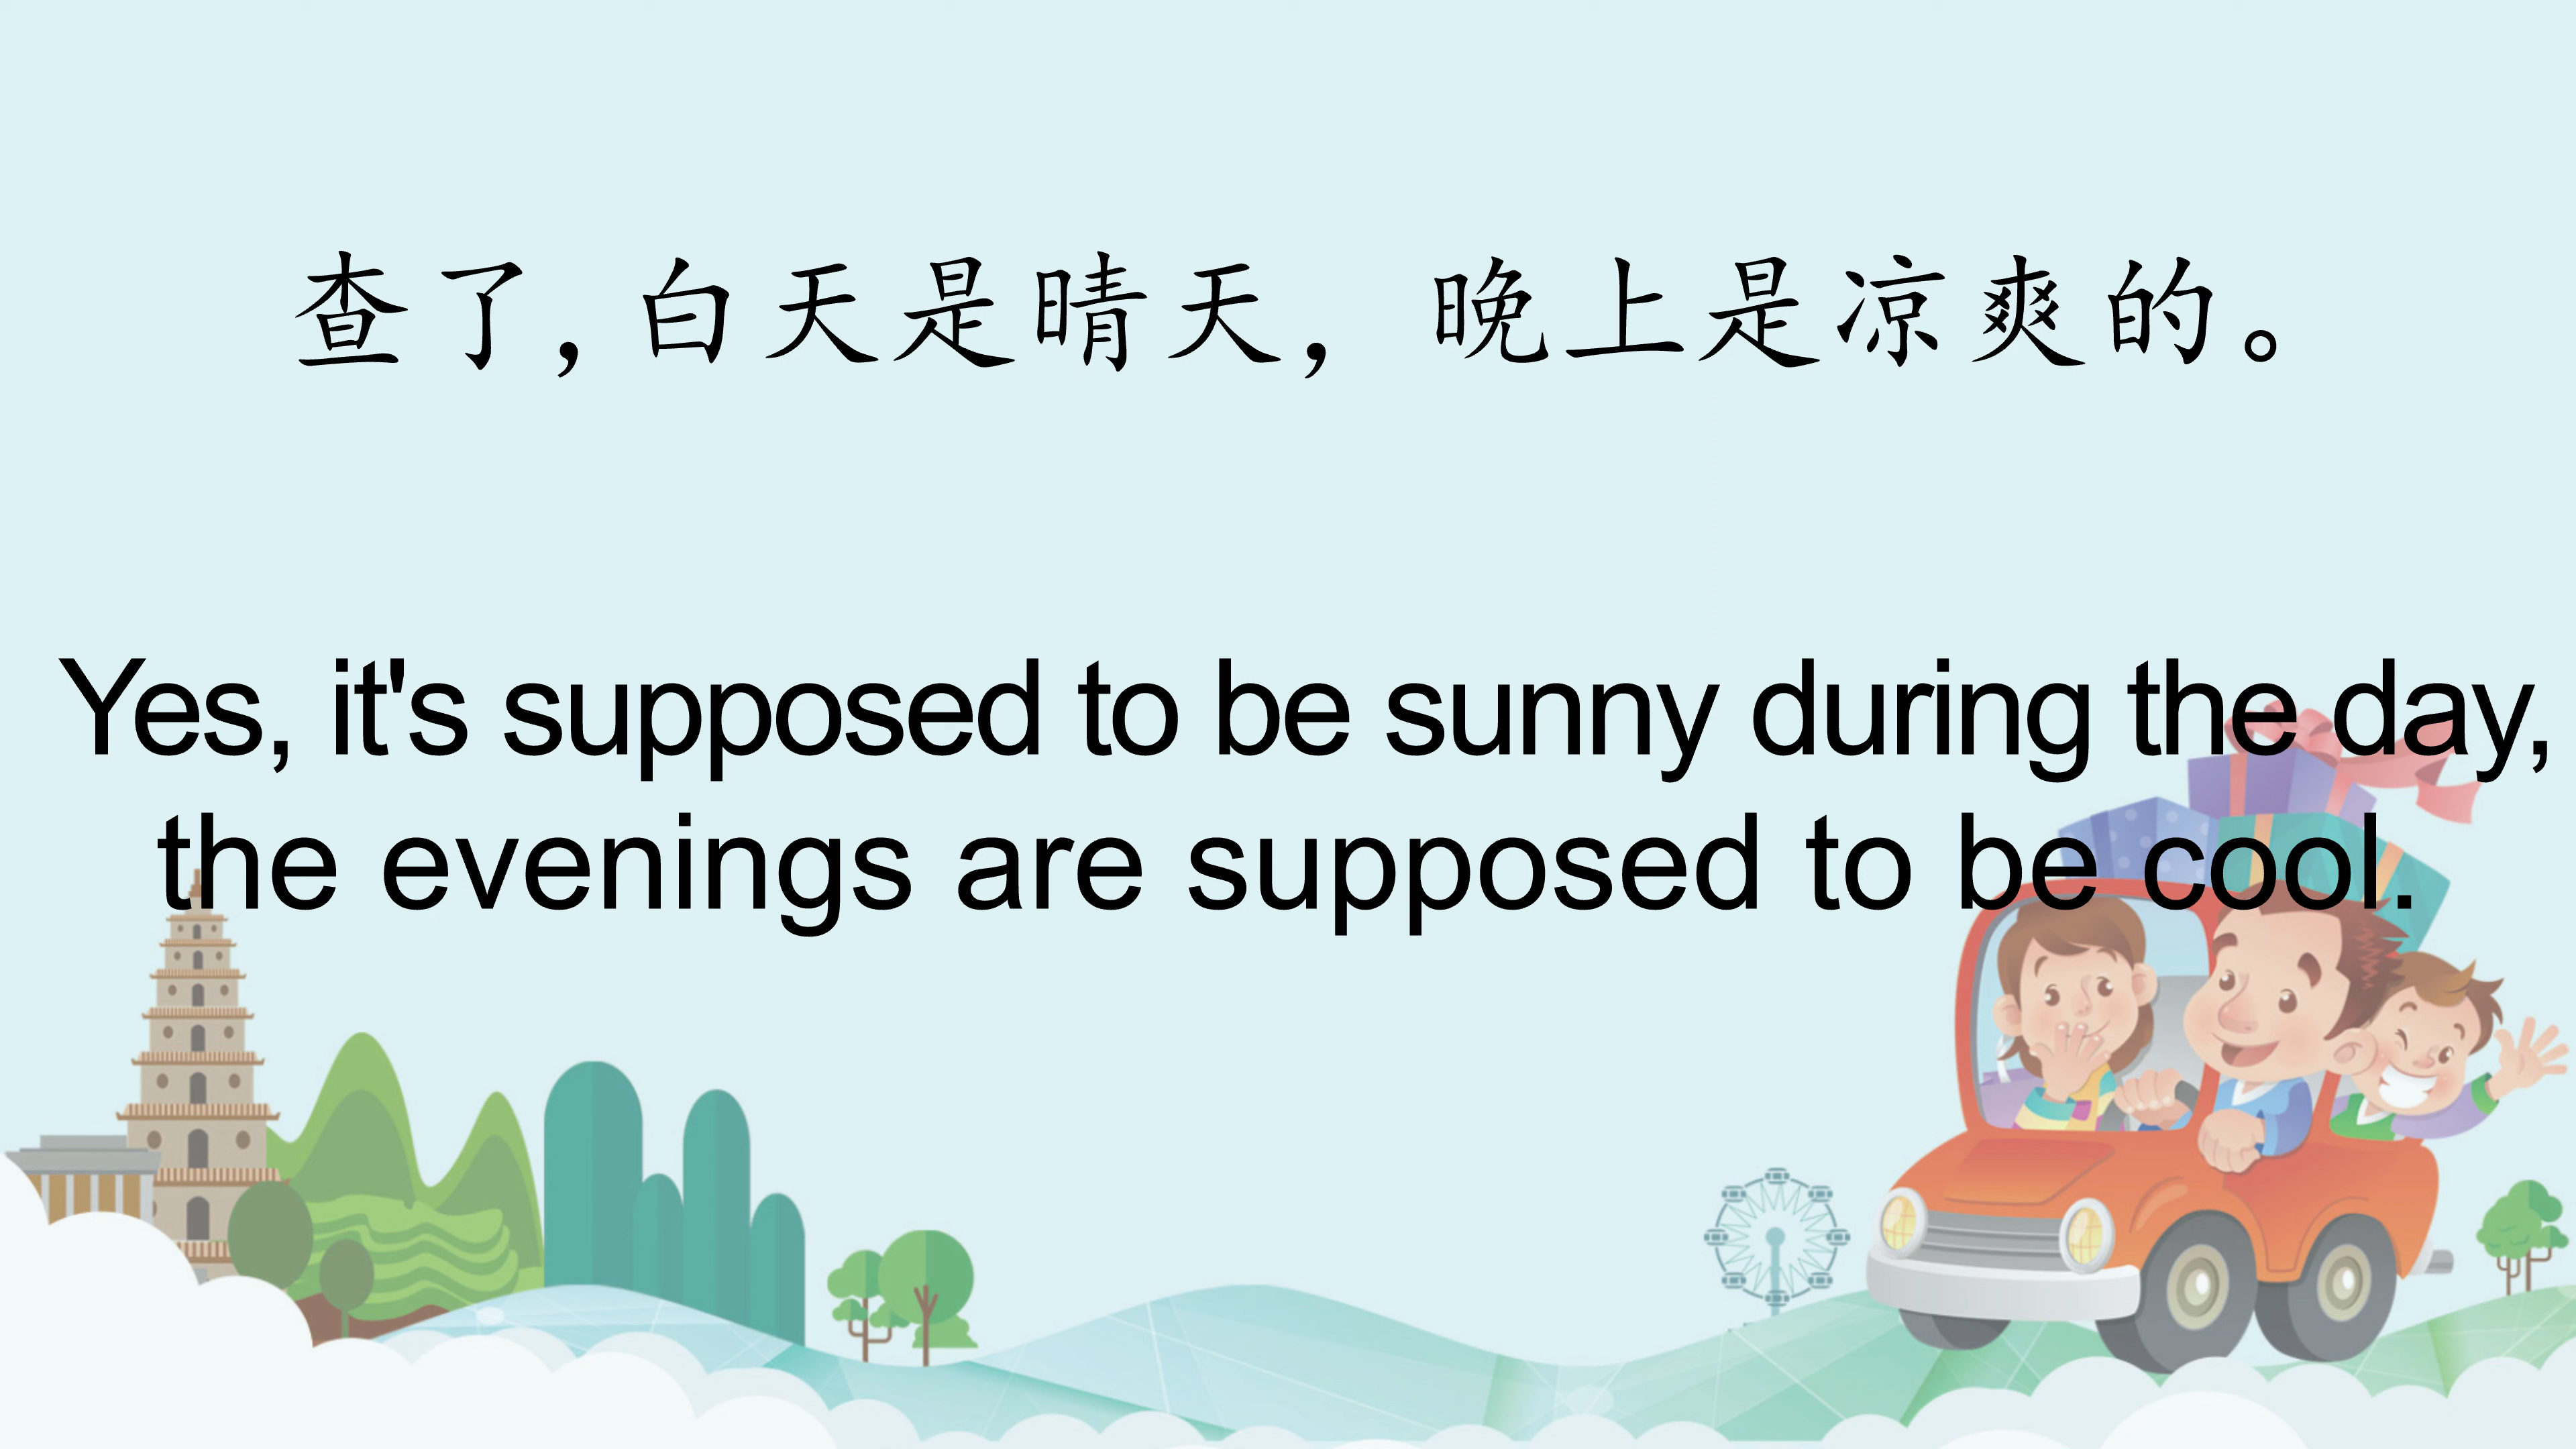 查了,白天是晴天，晚上是凉爽的。
Yes, it's supposed to be sunny during the day,
the evenings are supposed to be cool.